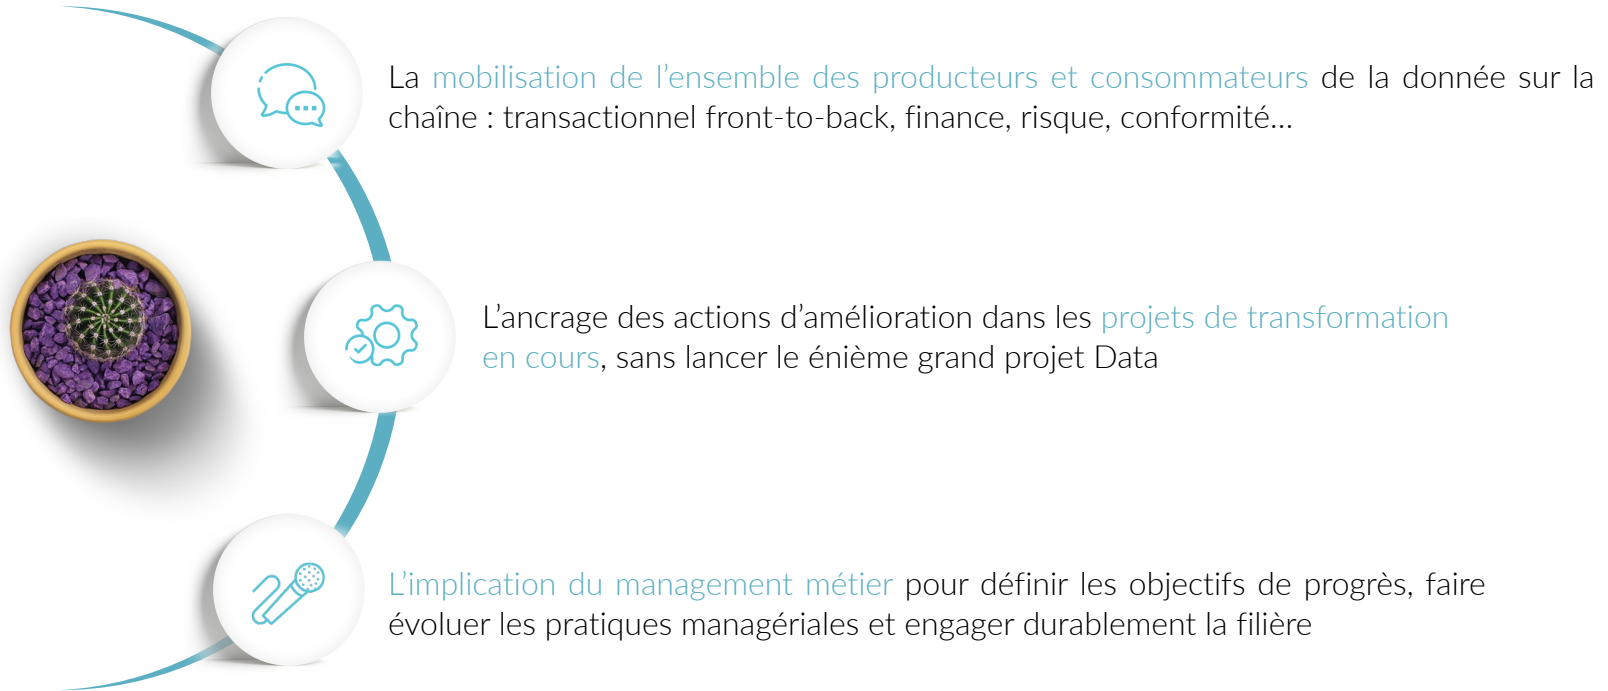 La mobilisation de l’ensemble des producteurs et consommateurs de la donnée sur la
chaîne : transactionnel front-to-back, finance, risque, conformité…
L’ancrage des actions d’amélioration dans les projets de transformation
en cours, sans lancer le énième grand projet Data
L’implication du management métier pour définir les objectifs de progrès, faire
évoluer les pratiques managériales et engager durablement la filière